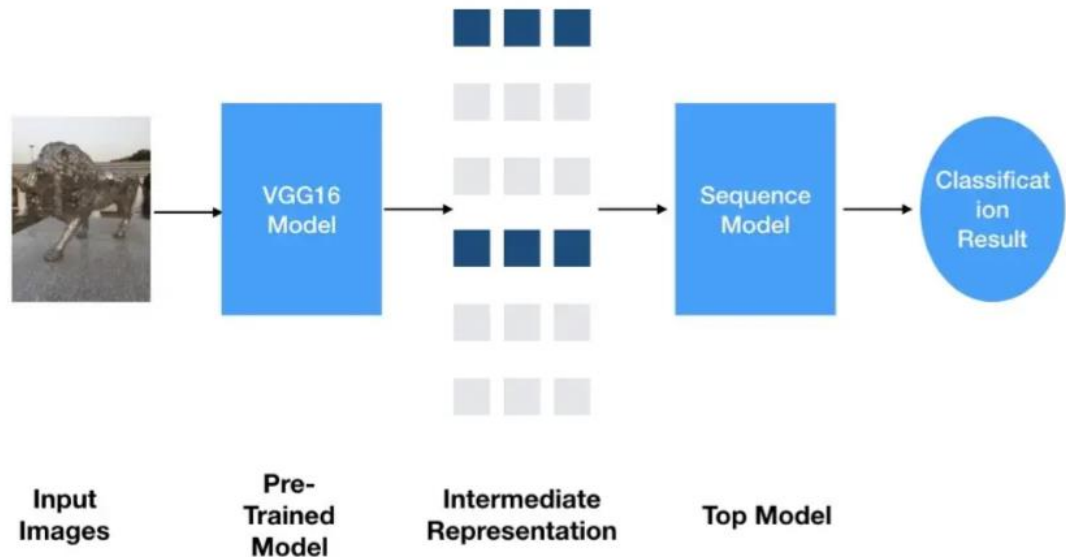 VGG16
Model
Sequence
Model
Classificat
ion
Result
Input
Images
Pre-
Trained
Model
Intermediate
Representation
Top Model